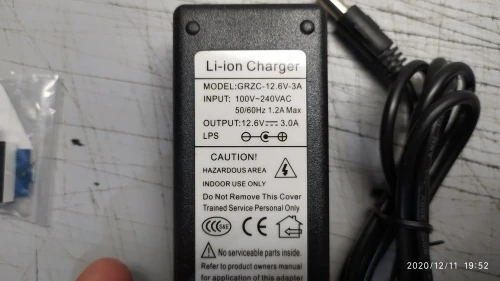 Li-ion Charger
MODEL:GRZC-12.6V-3A
INPUT: 100V~240VAC
50/60Hz 1.2A Max
OUTPUT:12.6V⎓3.0A
LPS
CAUTION!
HAZARDOUS AREA
INDOOR USE ONLY
Do Not Remove This Cover
Trained Service Personal Only
CE
No serviceable parts inside.
Refer to product owners manual
for application of this adapter
2020/12/11 19:52